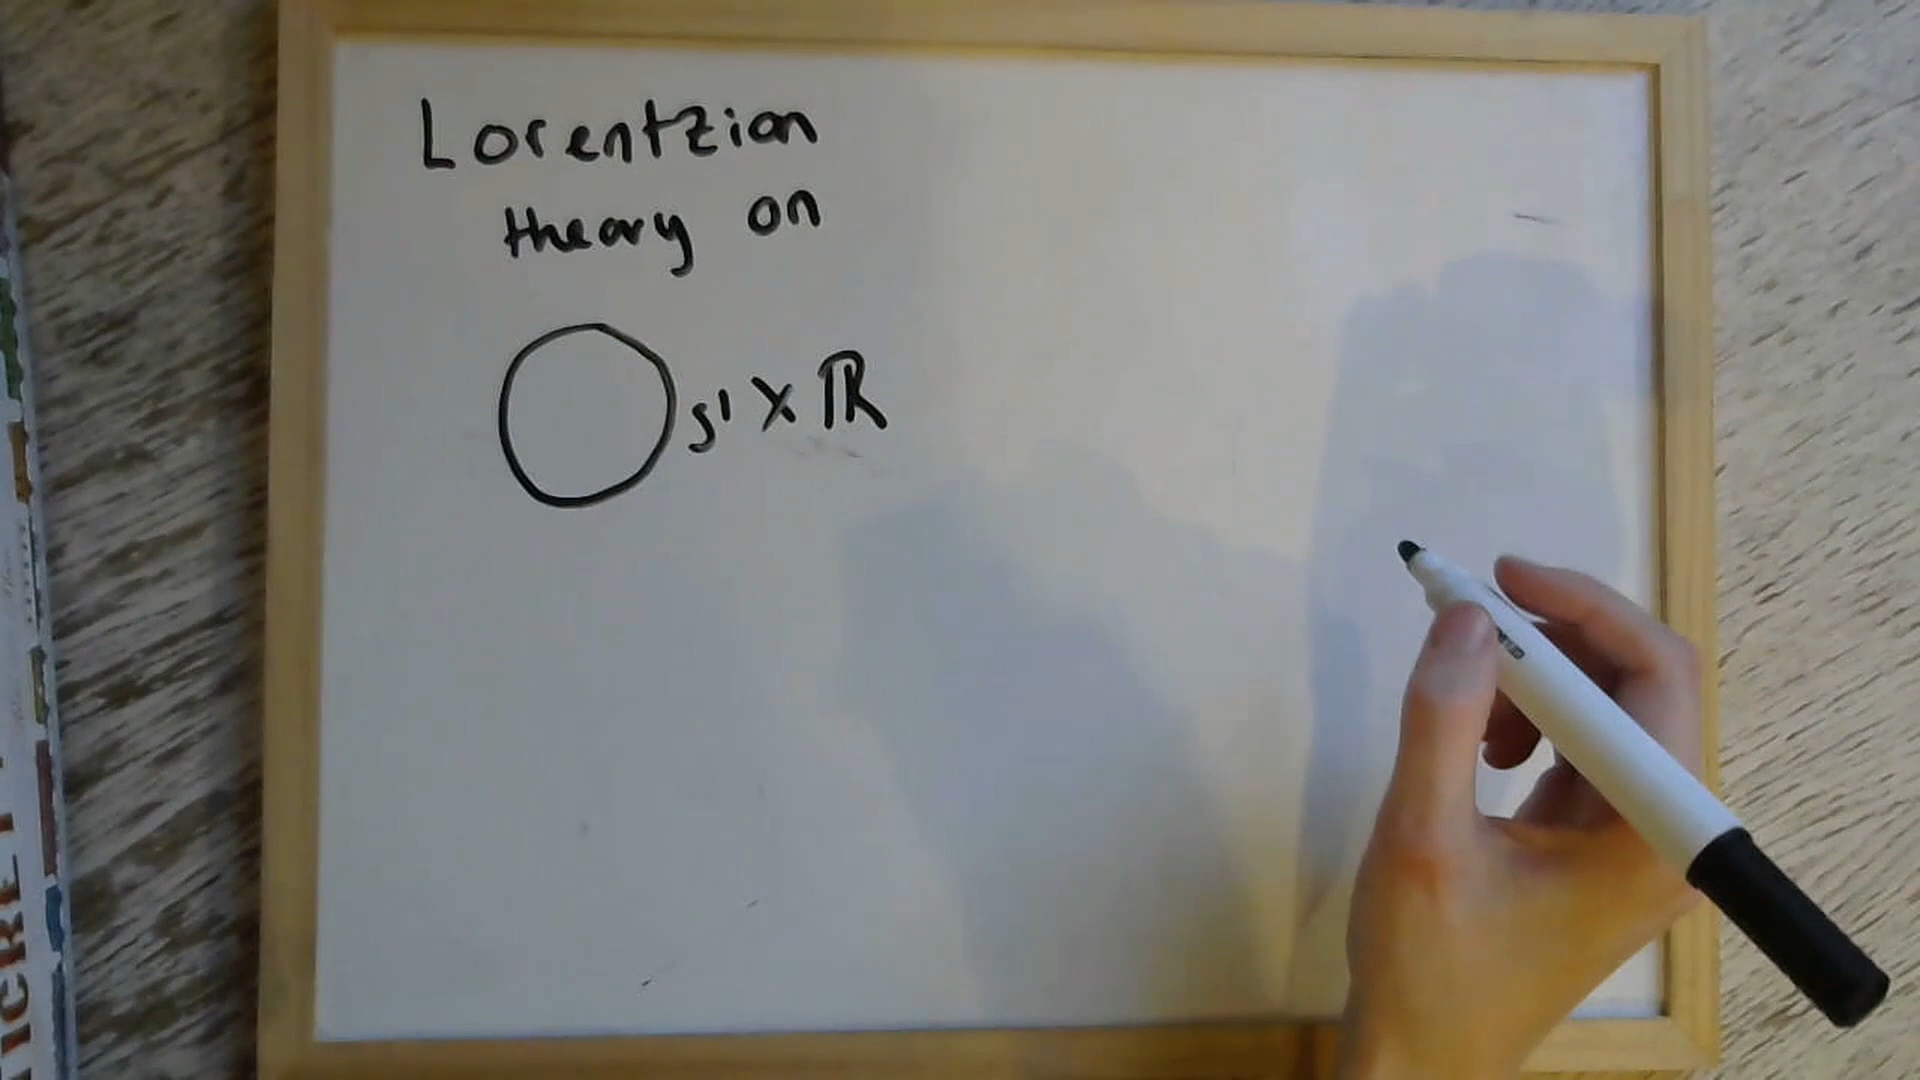 Lorentzian
theory on
S¹ × ℝ